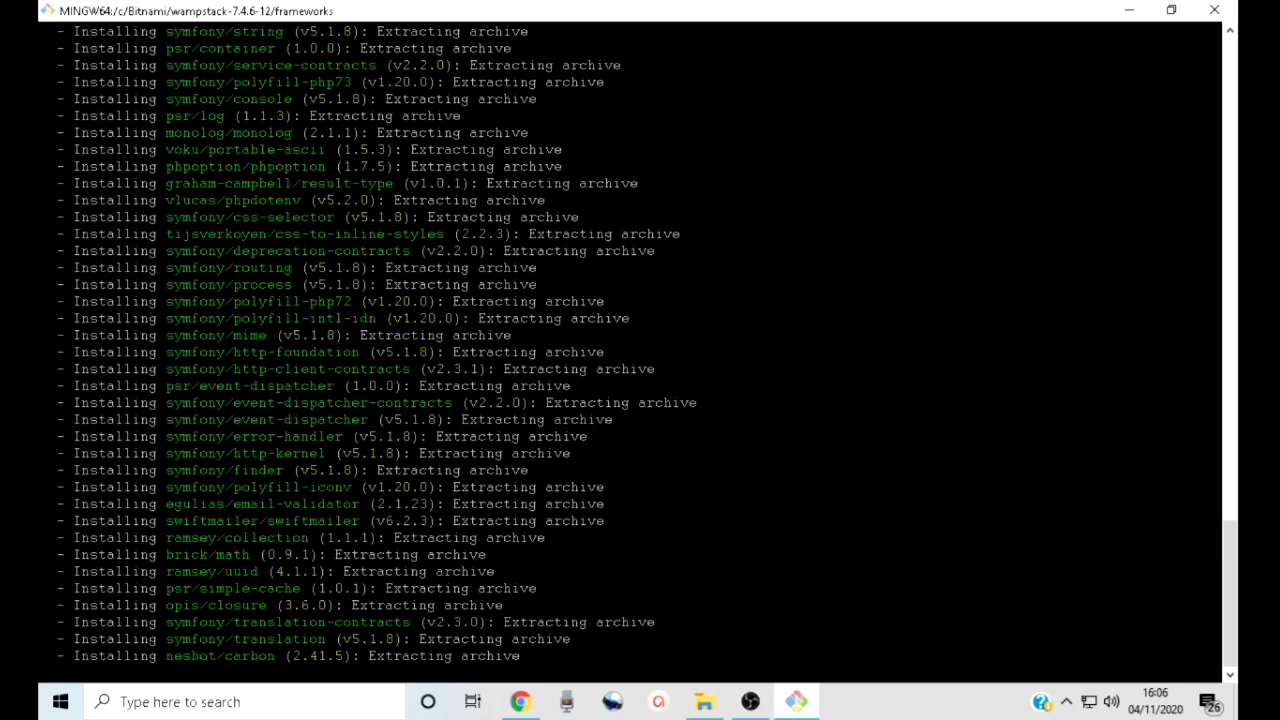 MINGW64:/c/Bitnami/wampstack-7.4.6-12/frameworks
- Installing symfony/string (v5.1.8): Extracting archive
- Installing psr/container (1.0.0): Extracting archive
- Installing symfony/service-contracts (v2.2.0): Extracting archive
- Installing symfony/polyfill-php73 (v1.20.0): Extracting archive
- Installing symfony/console (v5.1.8): Extracting archive
- Installing psr/log (1.1.3): Extracting archive
- Installing monolog/monolog (2.1.1): Extracting archive
- Installing voku/portable-ascii (1.5.3): Extracting archive
- Installing phpoption/phpoption (1.7.5): Extracting archive
- Installing graham-campbell/result-type (v1.0.1): Extracting archive
- Installing vlucas/phpdotenv (v5.2.0): Extracting archive
- Installing symfony/css-selector (v5.1.8): Extracting archive
- Installing tijsverkoyen/css-to-inline-styles (2.2.3): Extracting archive
- Installing symfony/deprecation-contracts (v2.2.0): Extracting archive
- Installing symfony/routing (v5.1.8): Extracting archive
- Installing symfony/process (v5.1.8): Extracting archive
- Installing symfony/polyfill-php72 (v1.20.0): Extracting archive
- Installing symfony/polyfill-intl-idn (v1.20.0): Extracting archive
- Installing symfony/mime (v5.1.8): Extracting archive
- Installing symfony/http-foundation (v5.1.8): Extracting archive
- Installing symfony/http-client-contracts (v2.3.1): Extracting archive
- Installing psr/event-dispatcher (1.0.0): Extracting archive
- Installing symfony/event-dispatcher-contracts (v2.2.0): Extracting archive
- Installing symfony/event-dispatcher (v5.1.8): Extracting archive
- Installing symfony/error-handler (v5.1.8): Extracting archive
- Installing symfony/http-kernel (v5.1.8): Extracting archive
- Installing symfony/finder (v5.1.8): Extracting archive
- Installing symfony/polyfill-iconv (v1.20.0): Extracting archive
- Installing egulias/email-validator (2.1.23): Extracting archive
- Installing swiftmailer/swiftmailer (v6.2.3): Extracting archive
- Installing ramsey/collection (1.1.1): Extracting archive
- Installing brick/math (0.9.1): Extracting archive
- Installing ramsey/uuid (4.1.1): Extracting archive
- Installing psr/simple-cache (1.0.1): Extracting archive
- Installing opis/closure (3.6.0): Extracting archive
- Installing symfony/translation-contracts (v2.3.0): Extracting archive
- Installing symfony/translation (v5.1.8): Extracting archive
- Installing nesbot/carbon (2.41.5): Extracting archive
Type here to search
16:06
04/11/2020
26